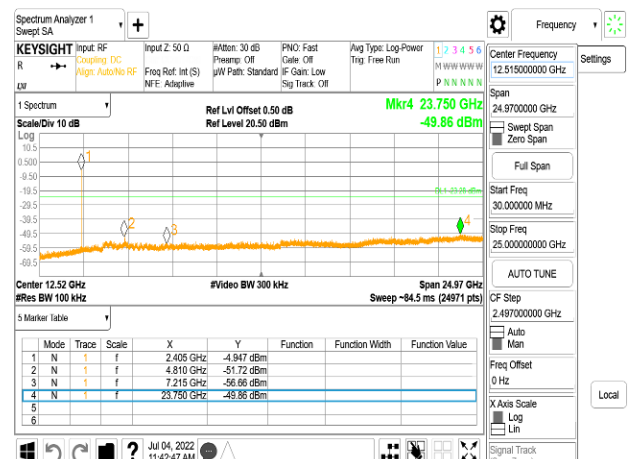 Spectrum Analyzer 1
Swept SA
Frequency
KEYSIGHT
R
Input: RF
Coupling: DC
Align: Auto/No RF
Input Z: 50 Ω
Freq Ref: Int (S)
NFE: Adaptive
#Atten: 30 dB
Preamp: Off
µW Path: Standard
PNO: Fast
Gate: Off
IF Gain: Low
Sig Track: Off
Avg Type: Log-Power
Trig: Free Run
1 2 3 4 5 6
M W W W W W
P N N N N N
1 Spectrum
Scale/Div 10 dB
Ref Lvl Offset 0.50 dB
Ref Level 20.50 dBm
Mkr4 23.750 GHz
-49.86 dBm
Log
10.5
0.500
-9.50
-19.5
-29.5
-39.5
-49.5
-59.5
-69.5
1
2
3
4
Center 12.52 GHz
#Res BW 100 kHz
#Video BW 300 kHz
Span 24.97 GHz
Sweep ~84.5 ms (24971 pts)
5 Marker Table
Mode Trace Scale X Y Function Function Width Function Value
1 N 1 f 2.405 GHz -4.947 dBm
2 N 1 f 4.810 GHz -51.72 dBm
3 N 1 f 7.215 GHz -56.66 dBm
4 N 1 f 23.750 GHz -49.86 dBm
5
6
Jul 04, 2022
11:42:47 AM
Center Frequency
12.515000000 GHz
Settings
Span
24.9700000 GHz
Swept Span
Zero Span
Full Span
Start Freq
30.000000 MHz
Stop Freq
25.000000000 GHz
AUTO TUNE
CF Step
2.497000000 GHz
Auto
Man
Freq Offset
0 Hz
X Axis Scale
Log
Lin
Local
Signal Track